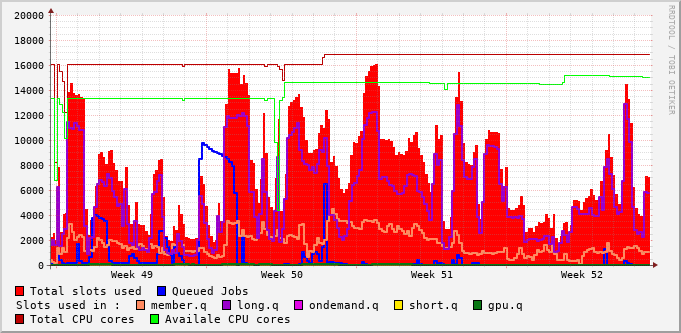 20000
18000
16000
14000
12000
10000
8000
6000
4000
2000
0
Week 49 Week 50 Week 51 Week 52
RRDTOOL / TOBI OETIKER
Total slots used Queued Jobs
Slots used in : member.q long.q ondemand.q short.q gpu.q
Total CPU cores Availale CPU cores